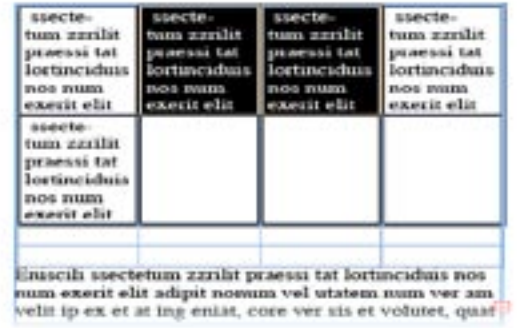 ssecte-
tum zzrilit
praessi tat
lortinciduis
nos num
exerit elit
ssecte-
tum zzrilit
praessi tat
lortinciduis
nos num
exerit elit
ssecte-
tum zzrilit
praessi tat
lortinciduis
nos num
exerit elit
ssecte-
tum zzrilit
praessi tat
lortinciduis
nos num
exerit elit
ssecte-
tum zzrilit
praessi tat
lortinciduis
nos num
exerit elit
Eniscili ssectetum zzrilit praessi tat lortinciduis nos
num exerit elit adipit nonum vel utatem num ver am
velit ip ex et at ing eniat, core ver sis et volutet, quat